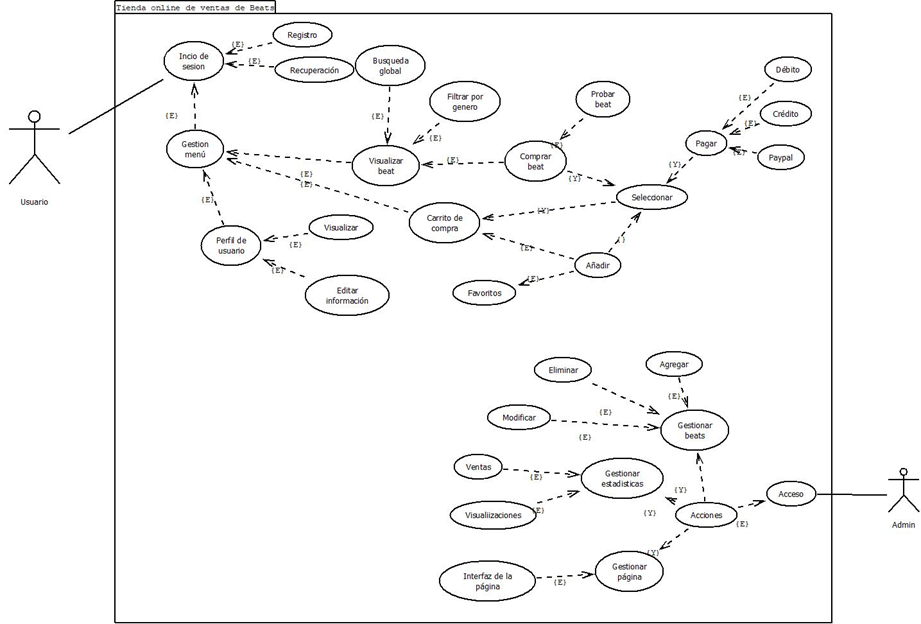 Tienda online de ventas de Beats
Registro
{E}
Incio de
sesion
{E}
Recuperación
Busqueda
global
Débito
Filtrar por
genero
Probar
beat
{E}
{E}
{E}
{E}
Crédito
{E}
Gestion
menú
Visualizar
beat
{E}
{E}
Comprar
beat
Pagar
{E}
Paypal
{Y}
{E}
{E}
{Y}
Seleccionar
Usuario
{E}
Carrito de
compra
{Y}
Visualizar
{E}
Perfil de
usuario
{E}
{ }
Añadir
{E}
{E}
Favoritos
Editar
información
Eliminar
Agregar
{E}
{E}
Modificar
{E}
Gestionar
beats
Ventas
{E}
Gestionar
estadisticas
{Y}
Acceso
Visualiizaciones
{E}
{Y}
Acciones
{E}
Admin
{Y}
Interfaz de la
página
{E}
Gestionar
página